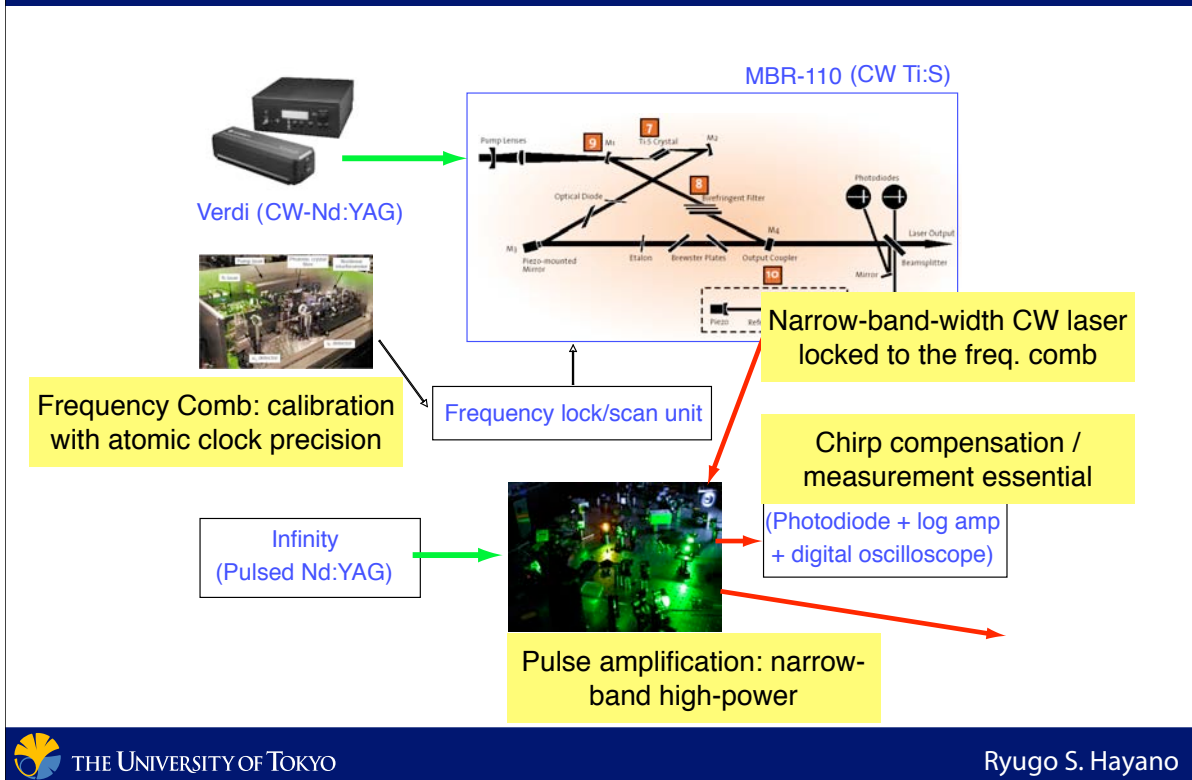 MBR-110 (CW Ti:S)
Verdi (CW-Nd:YAG)
Pump Lenses
9
M1
7
Ti:S Crystal
M2
8
Birefringent Filter
Optical Diode
Photodiodes
M3
Piezo-mounted
Mirror
Etalon
Brewster Plates
M4
Output Coupler
10
Laser Output
Beamsplitter
Mirror
Piezo
Narrow-band-width CW laser
locked to the freq. comb
Frequency Comb: calibration
with atomic clock precision
Frequency lock/scan unit
Chirp compensation /
measurement essential
(Photodiode + log amp
+ digital oscilloscope)
Infinity
(Pulsed Nd:YAG)
Pulse amplification: narrow-
band high-power
THE UNIVERSITY OF TOKYO
Ryugo S. Hayano